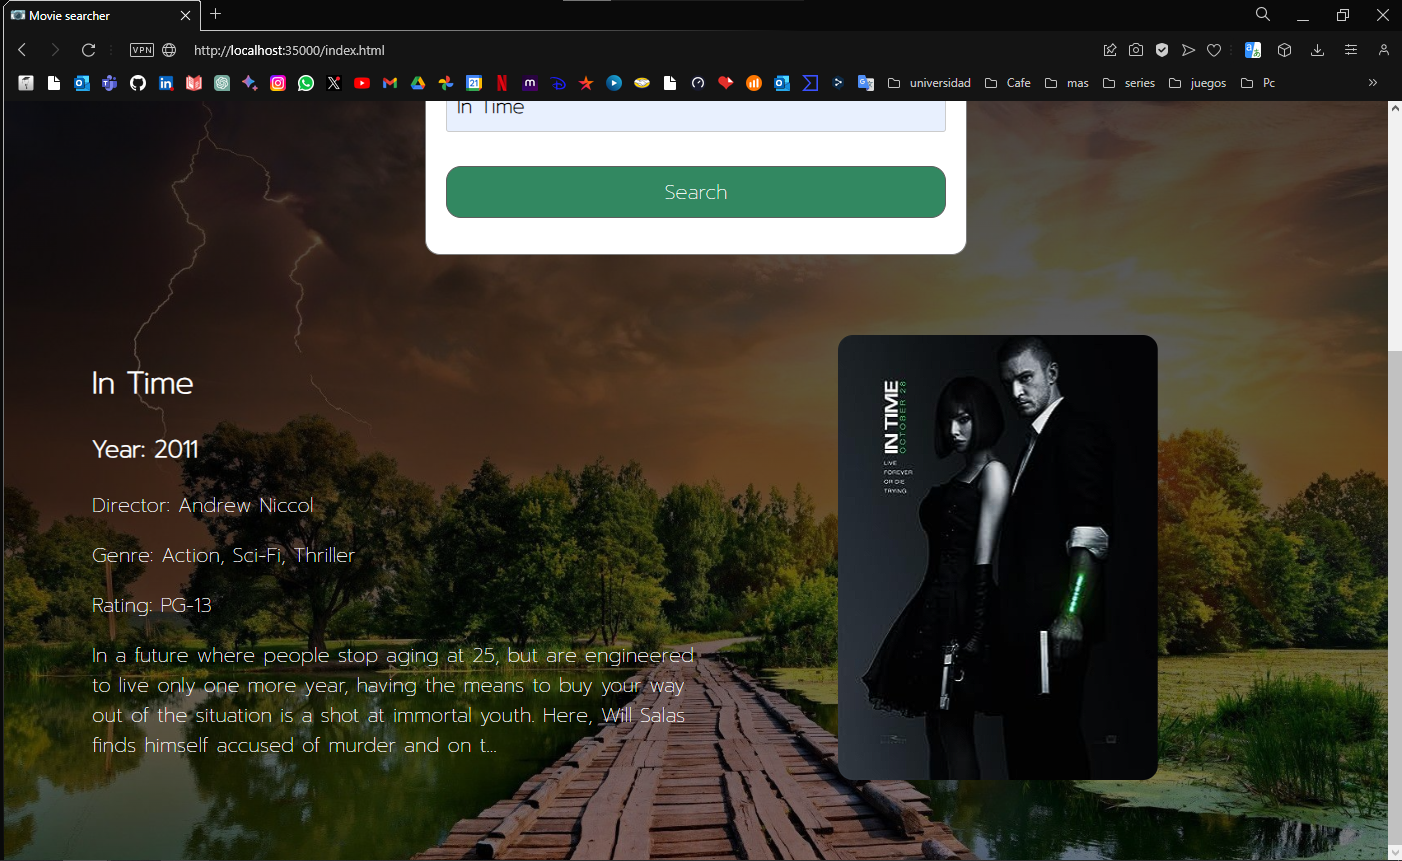 Movie searcher
VPN
http://localhost:35000/index.html
21
m
universidad
Cafe
mas
series
juegos
Pc
In Time
Search
In Time
Year: 2011
Director: Andrew Niccol
Genre: Action, Sci-Fi, Thriller
Rating: PG-13
In a future where people stop aging at 25, but are engineered
to live only one more year, having the means to buy your way
out of the situation is a shot at immortal youth. Here, Will Salas
finds himself accused of murder and on t...
IN TIME
OCTOBER 28
LIVE
FOREVER
OR DIE
TRYING